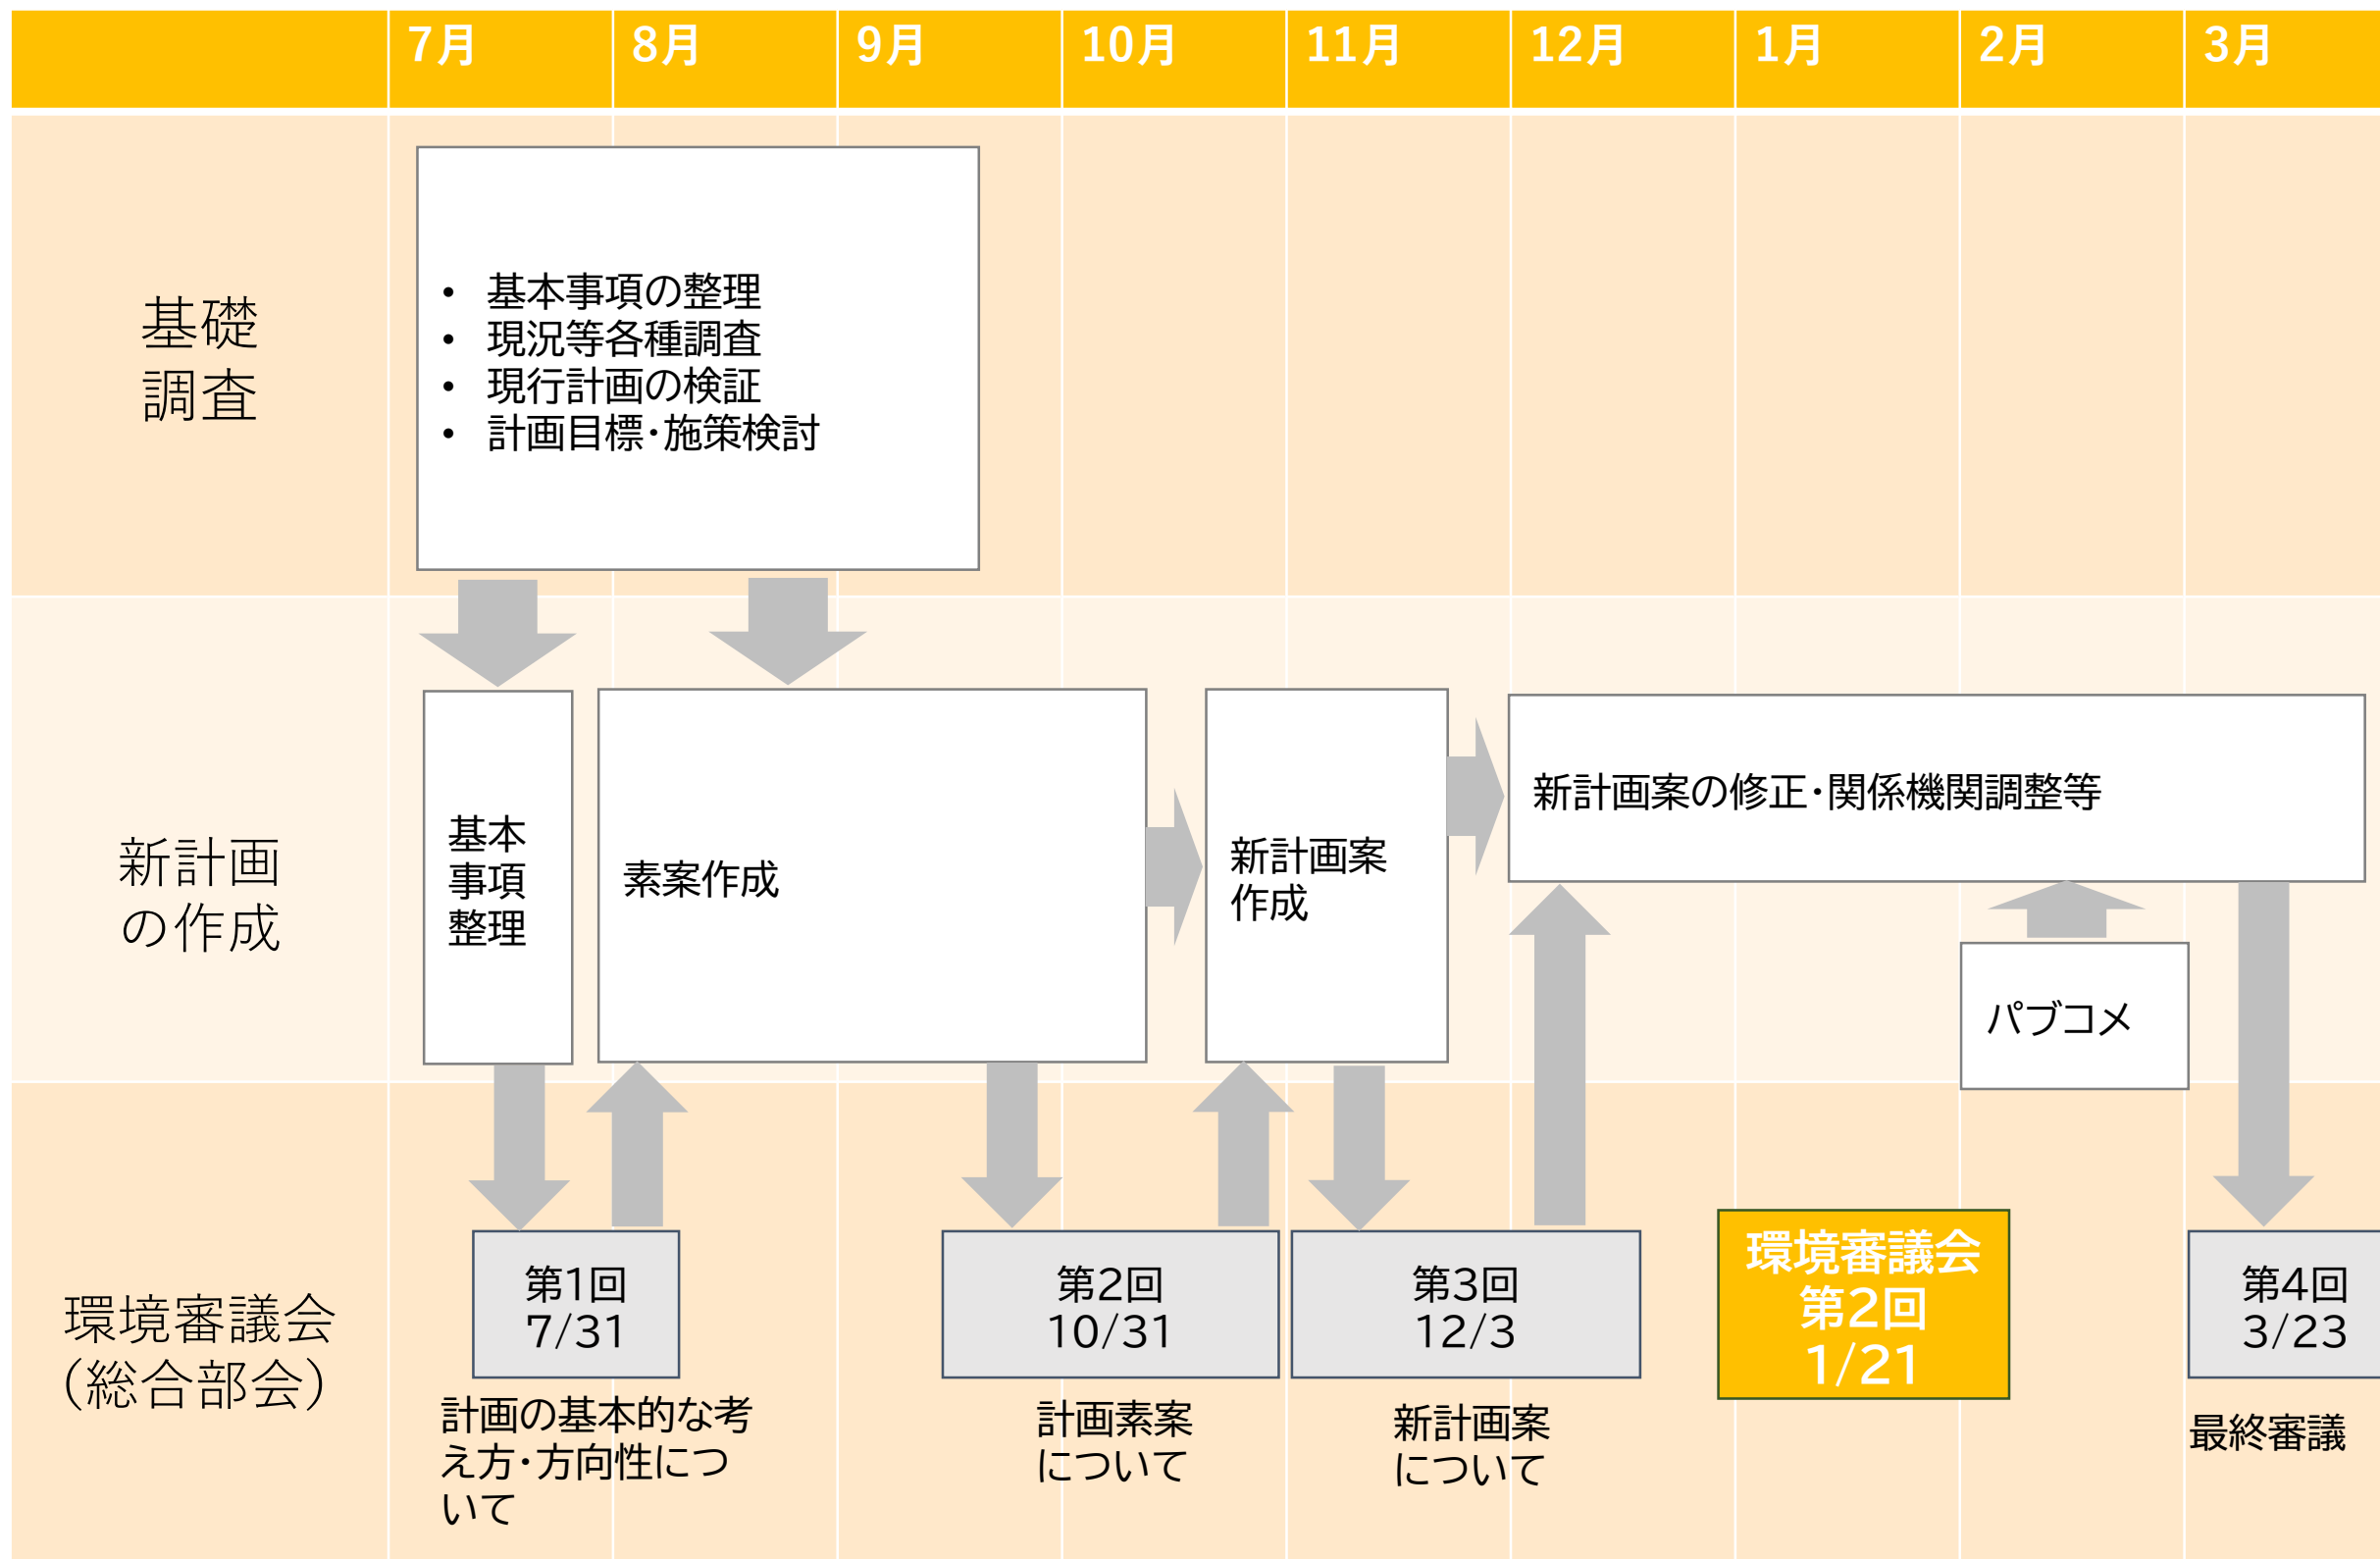 7月 8月 9月 10月 11月 12月 1月 2月 3月
基礎
調査
• 基本事項の整理
• 現況等各種調査
• 現行計画の検証
• 計画目標・施策検討
新計画
の作成
基本
事項
整理
素案作成
新計画案
作成
新計画案の修正・関係機関調整等
パブコメ
環境審議会
（総合部会）
第1回
7/31
計画の基本的な考
え方・方向性につ
いて
第2回
10/31
計画素案
について
第3回
12/3
新計画案
について
環境審議会
第2回
1/21
第4回
3/23
最終審議